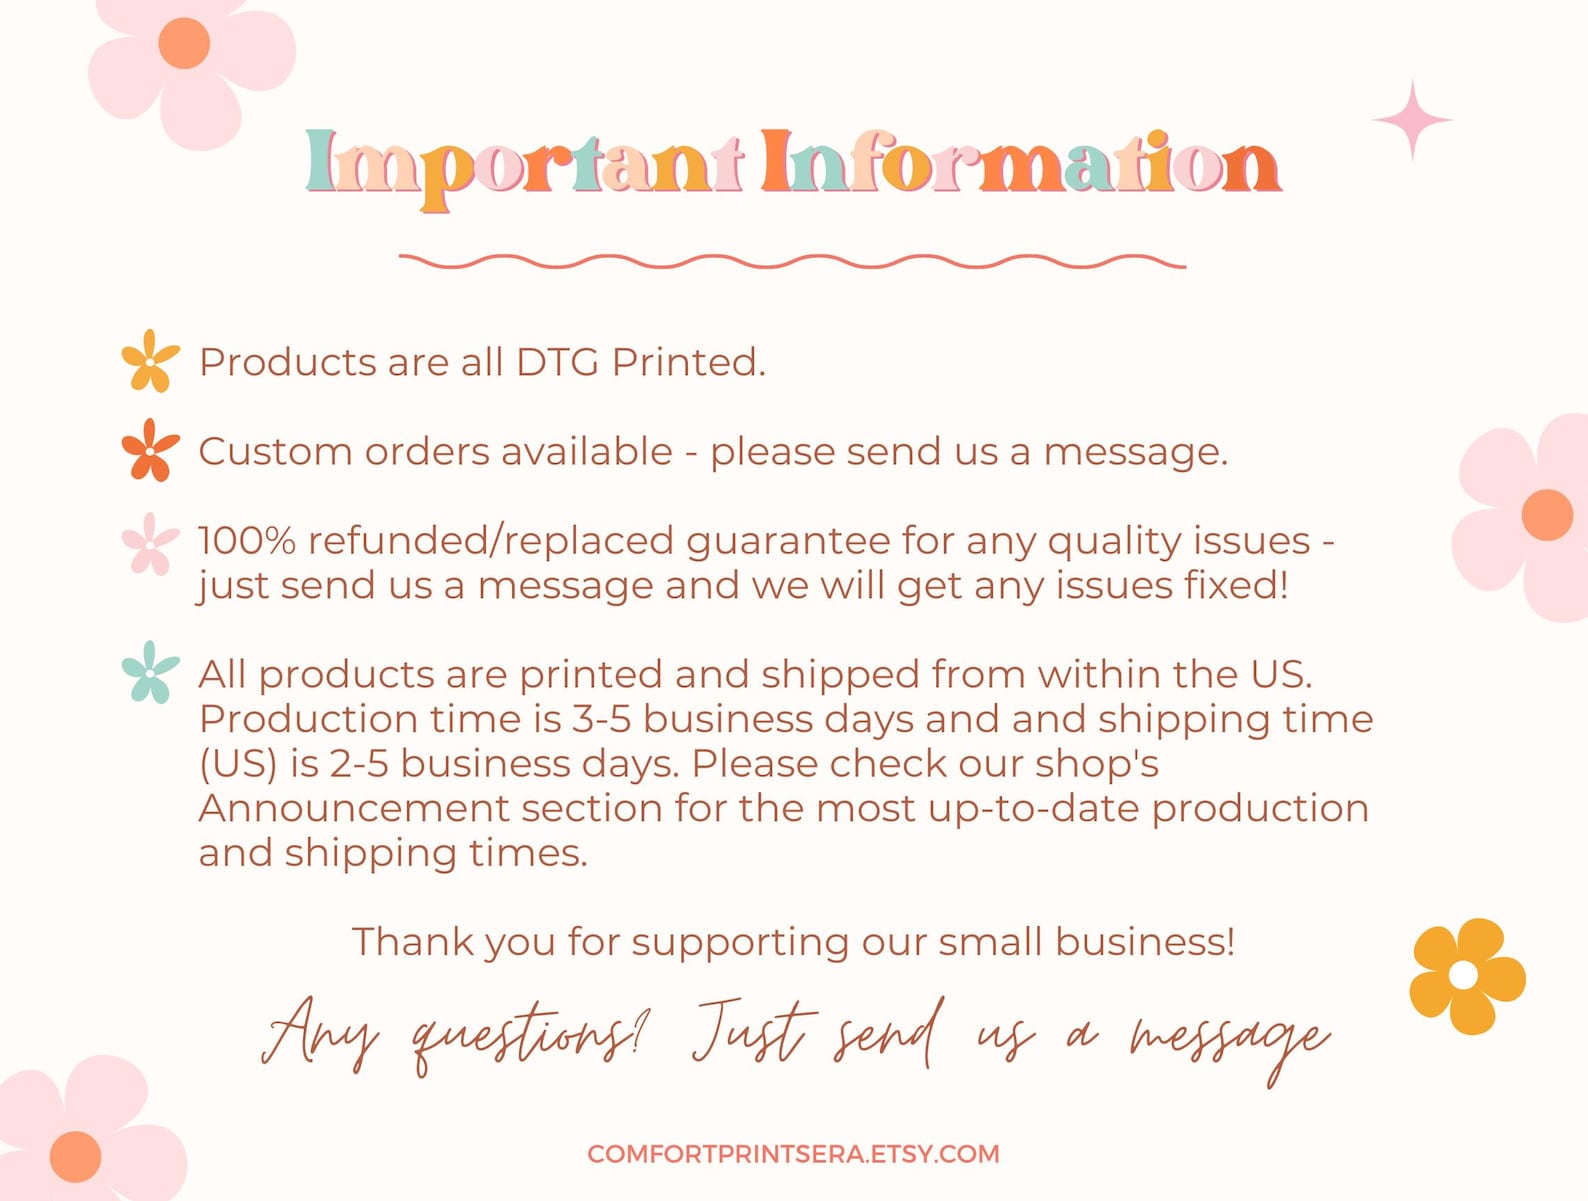 Important Information
Products are all DTG Printed.
Custom orders available - please send us a message.
100% refunded/replaced guarantee for any quality issues -
just send us a message and we will get any issues fixed!
All products are printed and shipped from within the US.
Production time is 3-5 business days and and shipping time
(US) is 2-5 business days. Please check our shop's
Announcement section for the most up-to-date production
and shipping times.
Thank you for supporting our small business!
Any questions? Just send us a message
COMFORTPRINTSERA.ETSY.COM